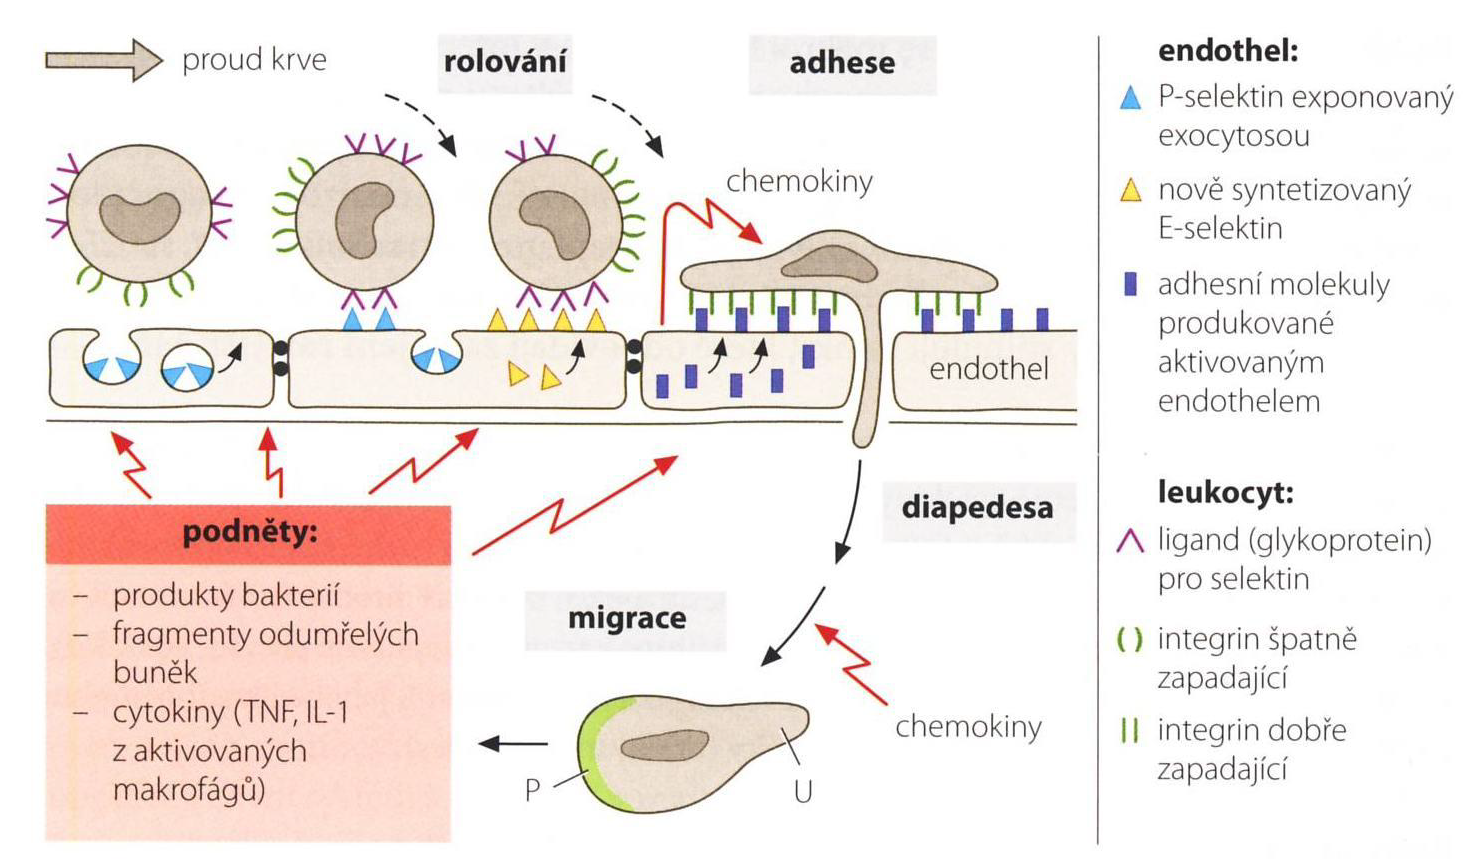 proud krve
rolování
adhese
chemokiny
endothel
podněty:
– produkty bakterií
– fragmenty odumřelých
buněk
– cytokiny (TNF, IL-1
z aktivovaných
makrofágů)
diapedesa
migrace
chemokiny
P
U
endothel:
P-selektin exponovaný
exocytosou
nově syntetizovaný
E-selektin
adhesní molekuly
produkované
aktivovaným
endothelem
leukocyt:
ligand (glykoprotein)
pro selektin
integrin špatně
zapadající
integrin dobře
zapadající